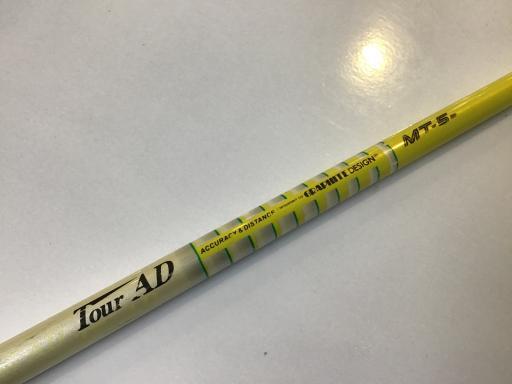 Tour AD
ACCURACY & DISTANCE
GRAPHITE DESIGN
MT-5